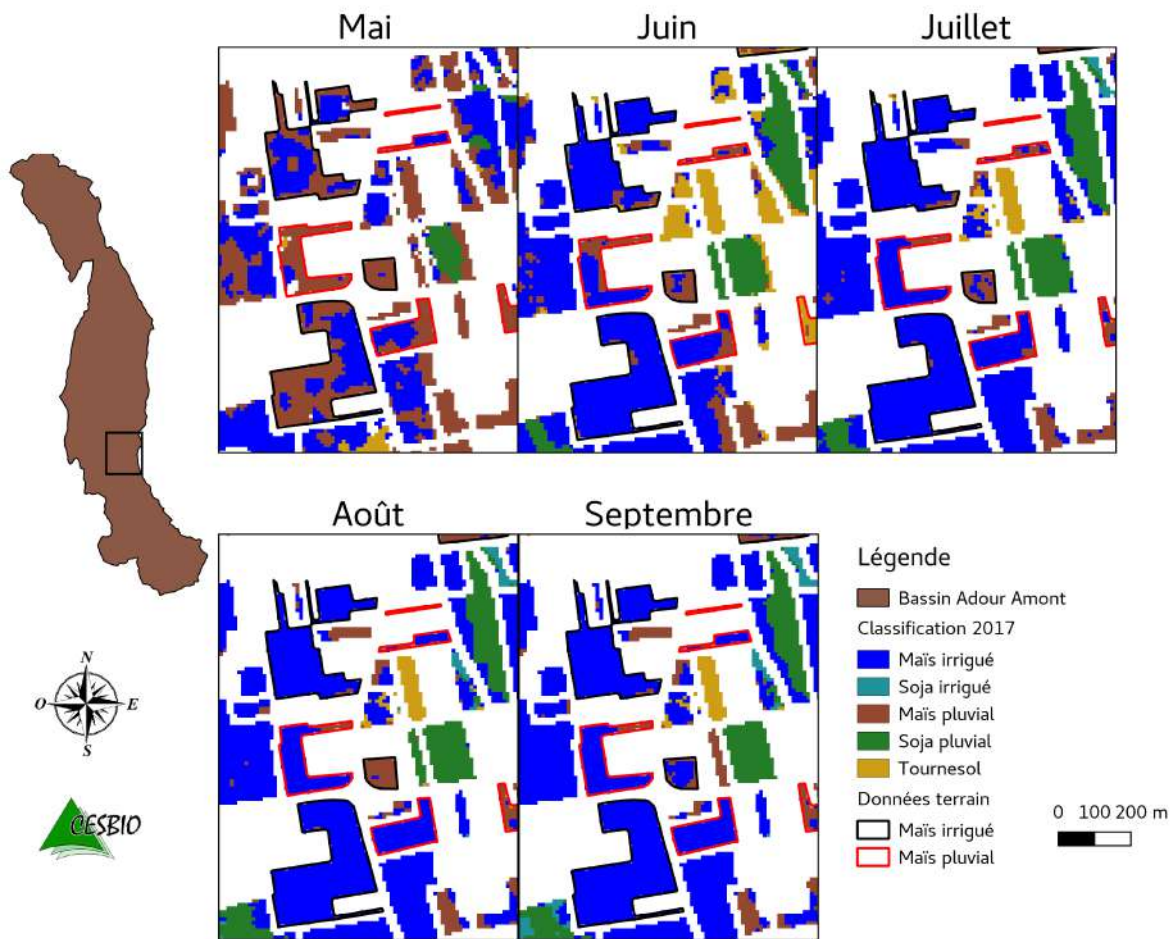 Mai
Juin
Juillet
Août
Septembre
Légende
Bassin Adour Amont
Classification 2017
Maïs irrigué
Soja irrigué
Maïs pluvial
Soja pluvial
Tournesol
Données terrain
Maïs irrigué
Maïs pluvial
0 100 200 m
N
O E
S
CESBIO